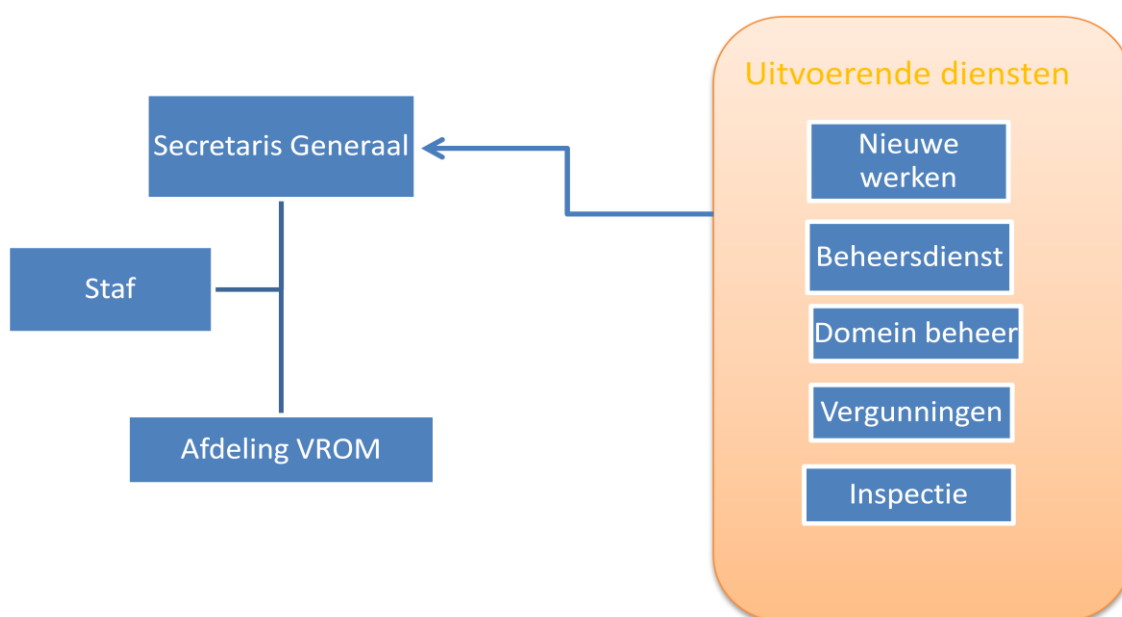 Secretaris Generaal
Staf
Afdeling VROM
Uitvoerende diensten
Nieuwe
werken
Beheersdienst
Domein beheer
Vergunningen
Inspectie